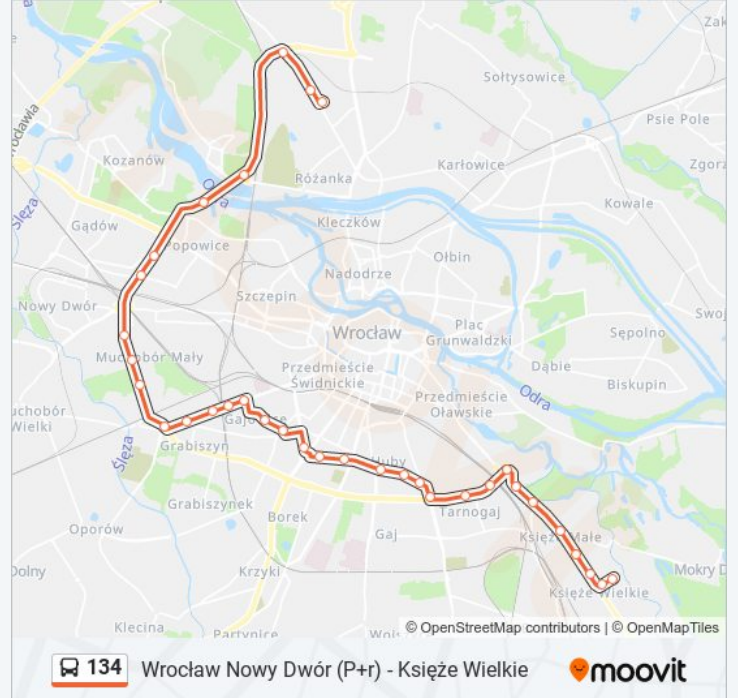 Zak
Sołtysowice
Psie Pole
rocławia
Kozanów
Karłowice
Zgorz
Różanka
Odra
Kowale
Ślęza
Gądów
Kleczków
Popowice
Ołbin
Nadodrze
Nowy Dwór
Szczepin
Swoj
Wrocław
Plac
Grunwaldzki
Sępolno
Muchobór Mały
Przedmieście
Świdnickie
Dąbie
Biskupin
Przedmieście
Oławskie
Odra
uchobór
Wielki
Gajowice
Ślęza
Grabiszyn
Huby
Grabiszynek
Borek
Tarnogaj
Oporów
Gaj
Księże Małe
Dolny
Krzyki
Mokry D
Księże Wielkie
Klecina
Partynice
Woj
© OpenStreetMap contributors | © OpenMapTiles
134 Wrocław Nowy Dwór (P+r) - Księże Wielkie
moovit